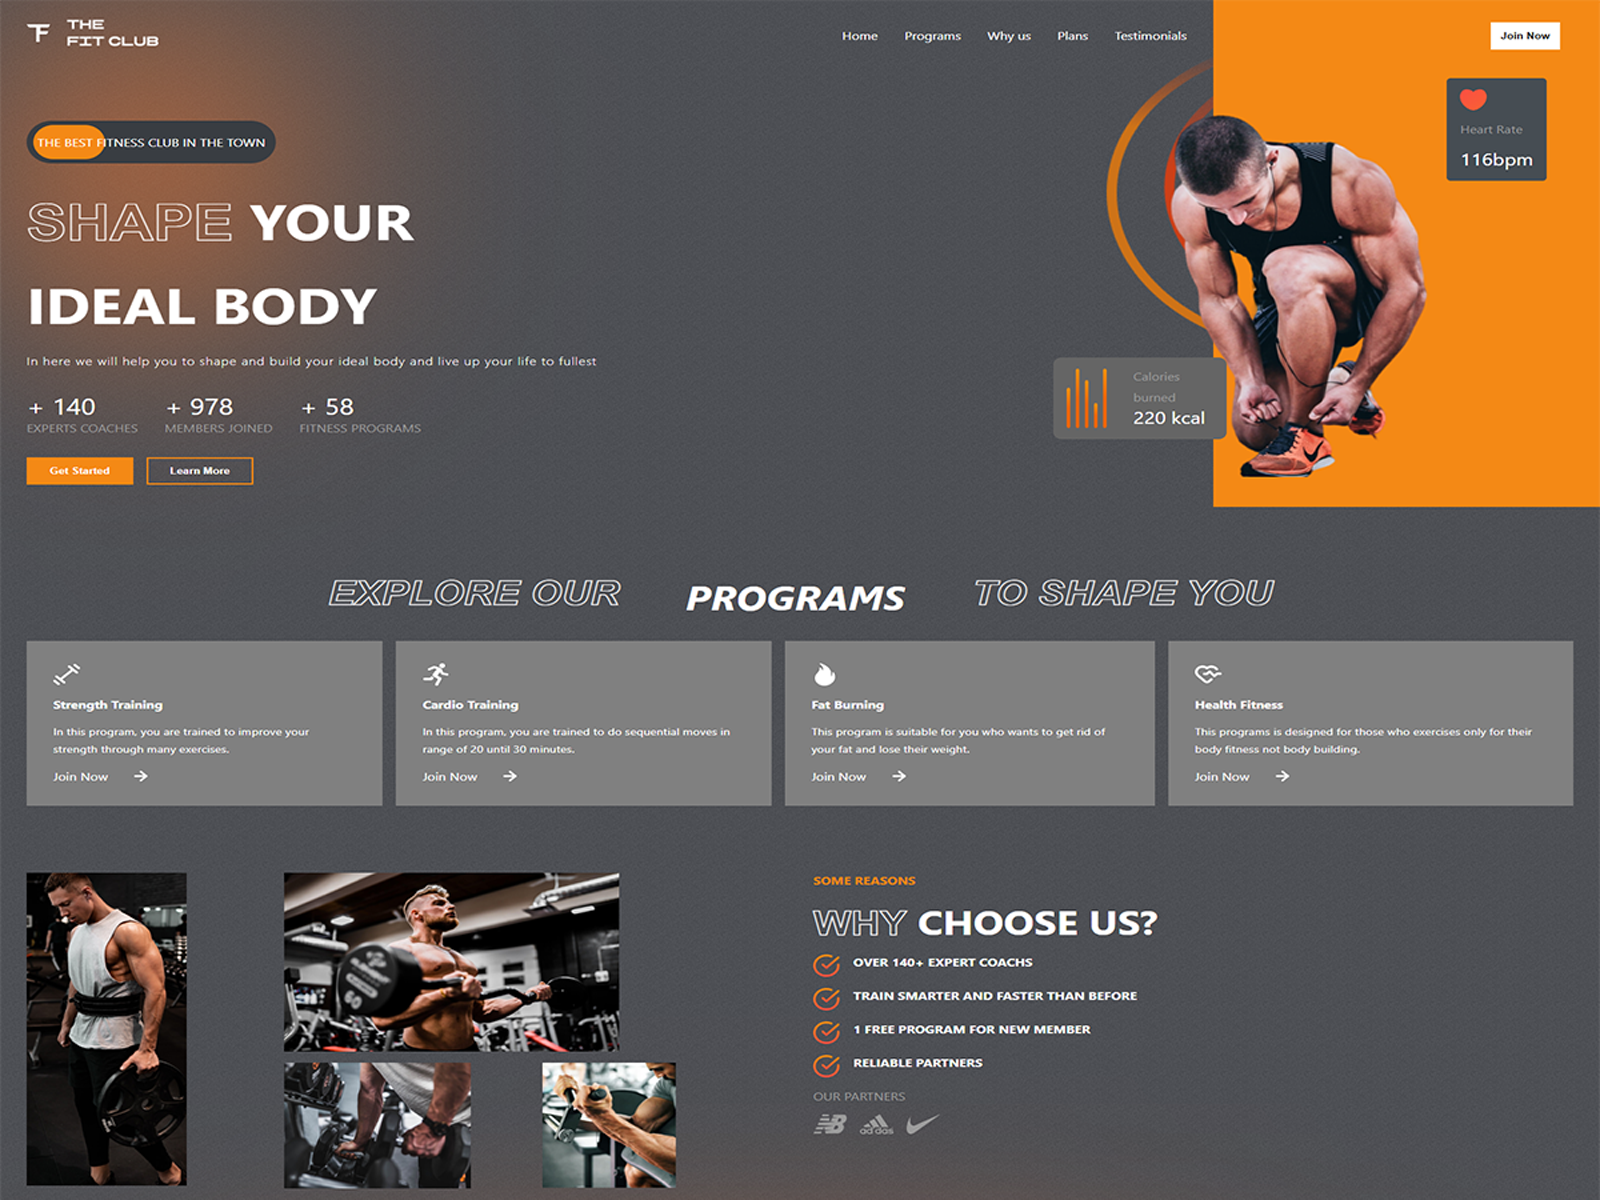 THE
FIT CLUB
Home Programs Why us Plans Testimonials
Join Now
Heart Rate
116bpm
THE BEST FITNESS CLUB IN THE TOWN
SHAPE YOUR
IDEAL BODY
In here we will help you to shape and build your ideal body and live up your life to fullest
+ 140 + 978 + 58
EXPERTS COACHES MEMBERS JOINED FITNESS PROGRAMS
Get Started Learn More
Calories
burned
220 kcal
EXPLORE OUR PROGRAMS TO SHAPE YOU
Strength Training
In this program, you are trained to improve your
strength through many exercises.
Join Now
Cardio Training
In this program, you are trained to do sequential moves in
range of 20 until 30 minutes.
Join Now
Fat Burning
This program is suitable for you who wants to get rid of
your fat and lose their weight.
Join Now
Health Fitness
This programs is designed for those who exercises only for their
body fitness not body building.
Join Now
SOME REASONS
WHY CHOOSE US?
OVER 140+ EXPERT COACHS
TRAIN SMARTER AND FASTER THAN BEFORE
1 FREE PROGRAM FOR NEW MEMBER
RELIABLE PARTNERS
OUR PARTNERS
NB adidas